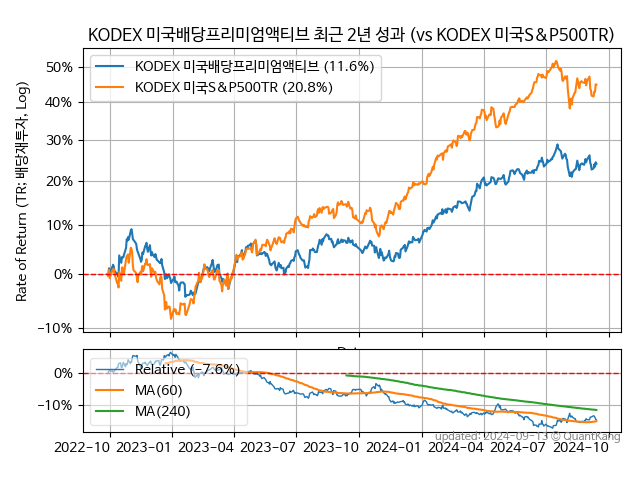 KODEX 미국배당프리미엄액티브 최근 2년 성과 (vs KODEX 미국S&P500TR)
Rate of Return (TR: 배당재투자, Log)
KODEX 미국배당프리미엄액티브 (11.6%)
KODEX 미국S&P500TR (20.8%)
50%
40%
30%
20%
10%
0%
−10%
Relative (−7.6%)
MA(60)
MA(240)
0%
−10%
updated: 2024-09-13 © QuantKang
2022-10 2023-01 2023-04 2023-07 2023-10 2024-01 2024-04 2024-07 2024-10